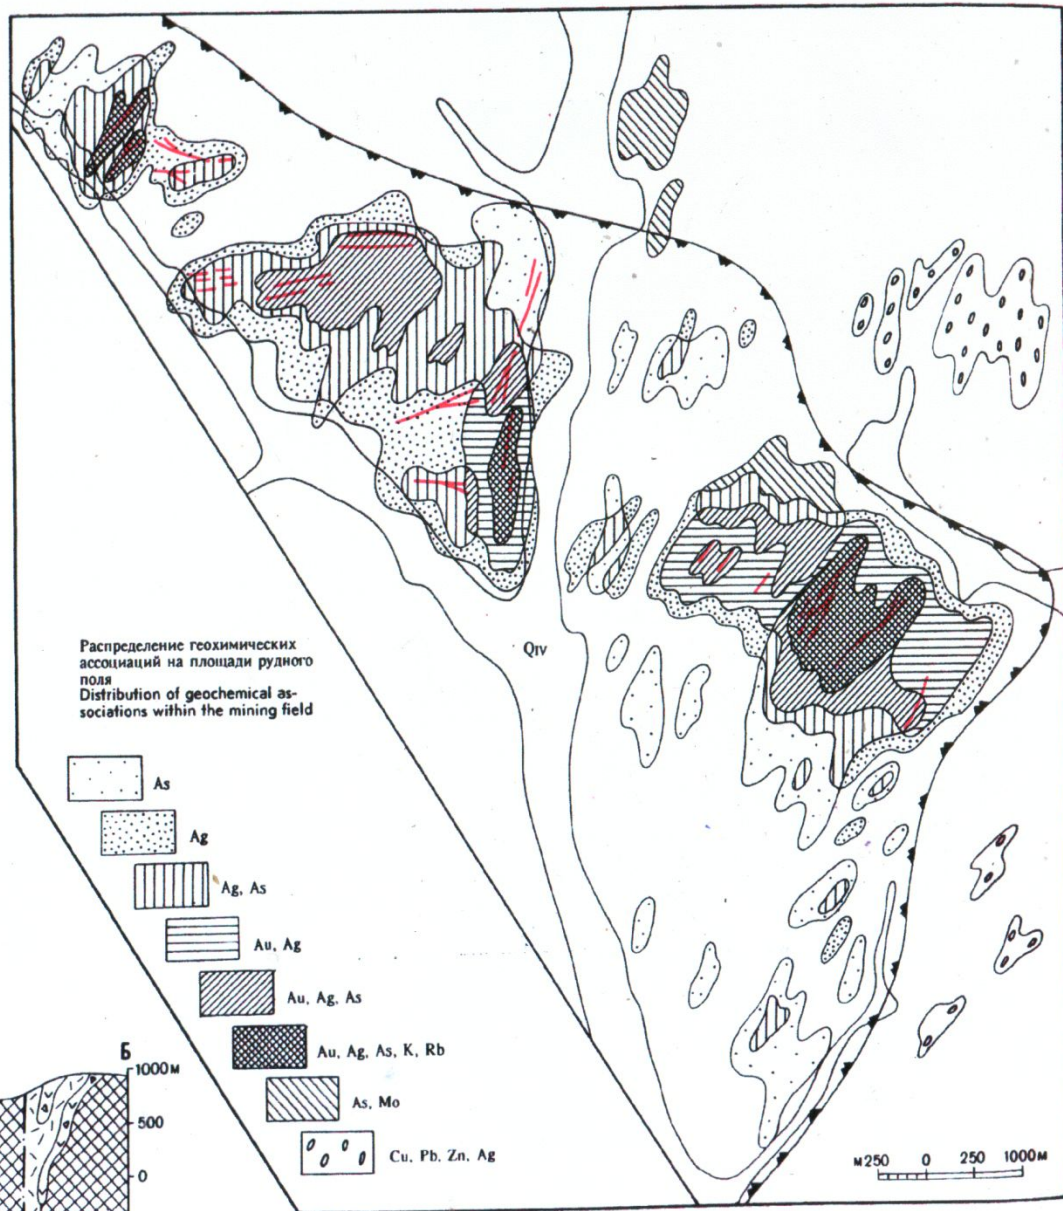 QIV
Распределение геохимических
ассоциаций на площади рудного
поля
Distribution of geochemical as-
sociations within the mining field
As
Ag
Ag, As
Au, Ag
Au, Ag, As
Au, Ag, As, K, Rb
As, Mo
Cu, Pb, Zn, Ag
Б
1000м
500
0
м250 0 250 1000м